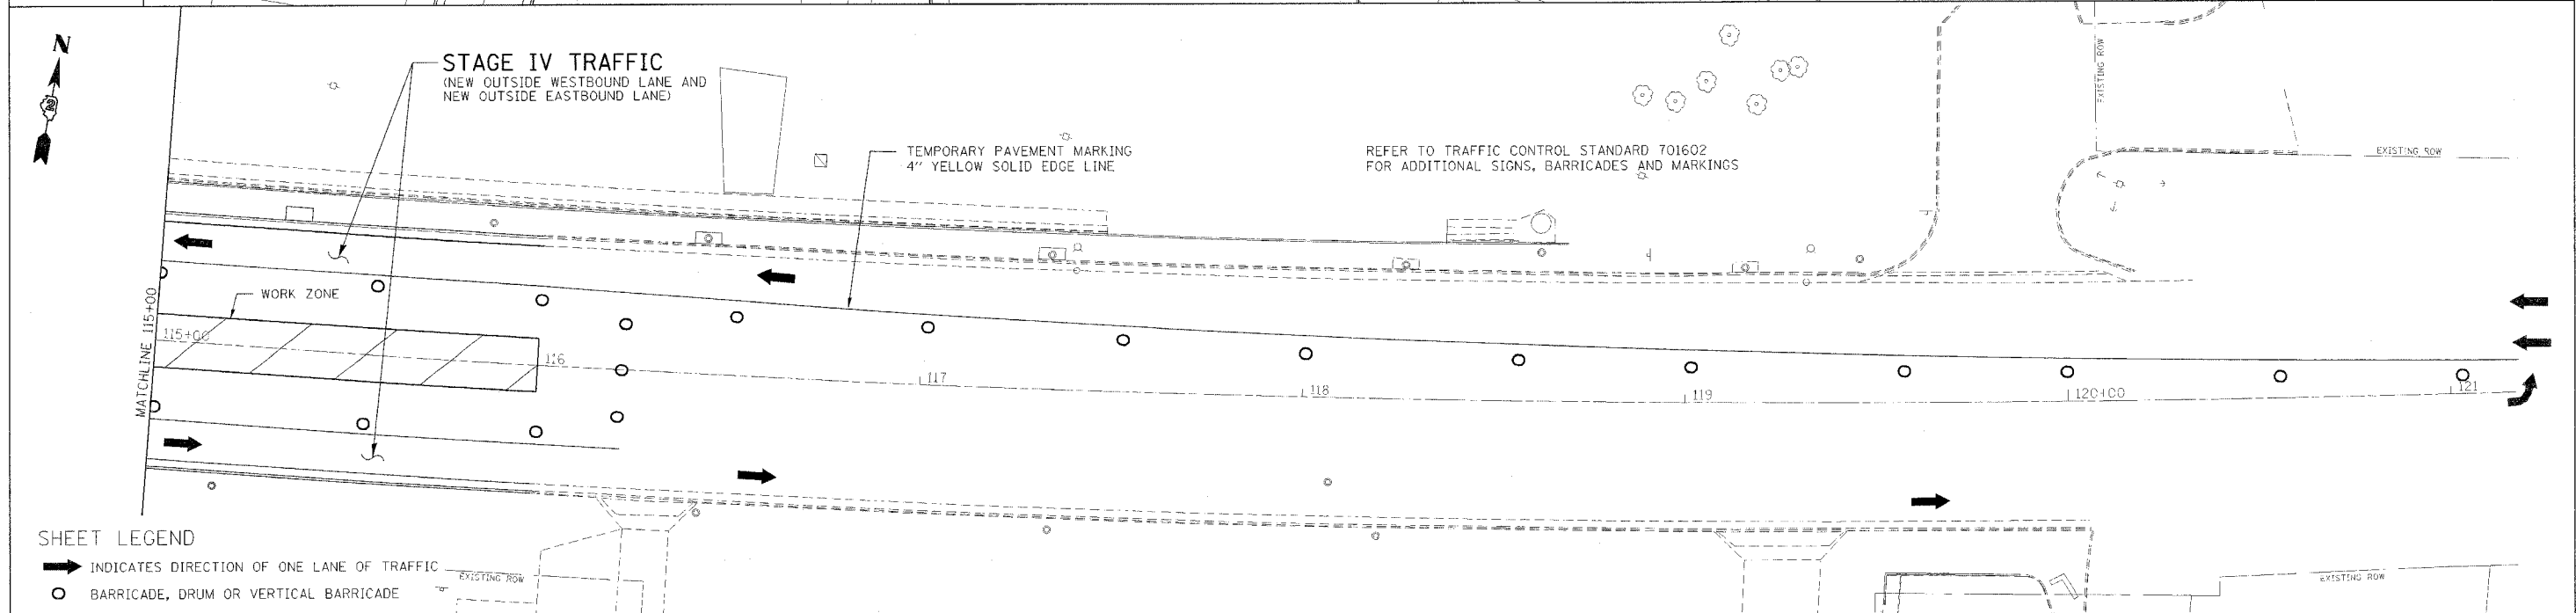 N
STAGE IV TRAFFIC
(NEW OUTSIDE WESTBOUND LANE AND
NEW OUTSIDE EASTBOUND LANE)
TEMPORARY PAVEMENT MARKING
4" YELLOW SOLID EDGE LINE
REFER TO TRAFFIC CONTROL STANDARD 701602
FOR ADDITIONAL SIGNS, BARRICADES AND MARKINGS
EXISTING ROW
EXISTING ROW
WORK ZONE
MATCHLINE 115+00
115+00
116
117
118
119
120+00
121
SHEET LEGEND
INDICATES DIRECTION OF ONE LANE OF TRAFFIC
BARRICADE, DRUM OR VERTICAL BARRICADE
EXISTING ROW
EXISTING ROW